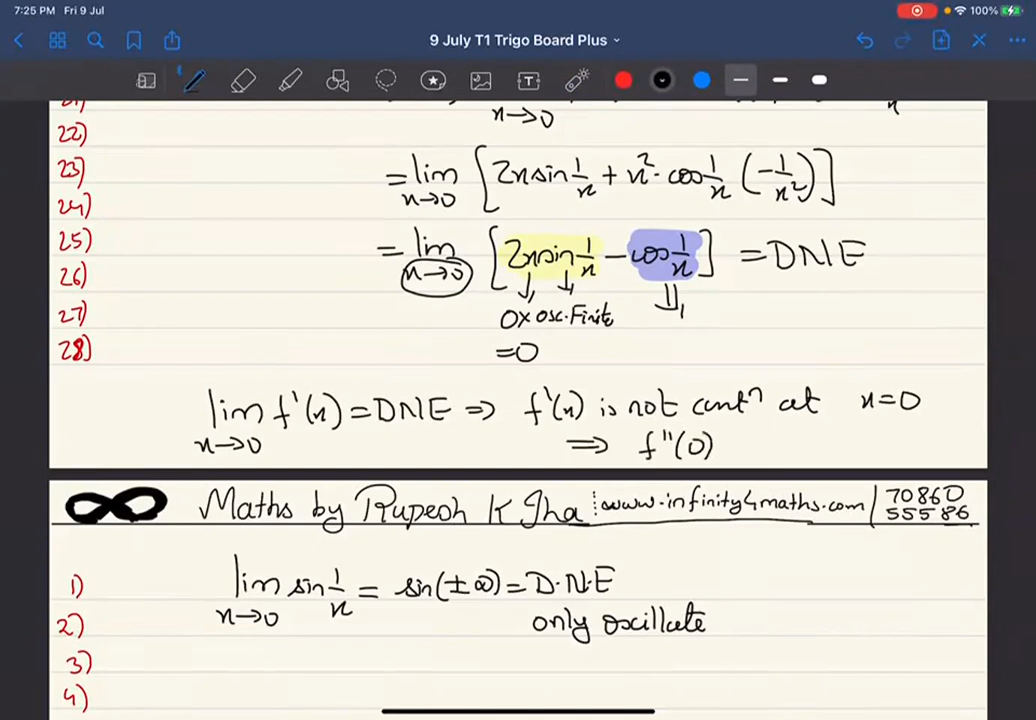 7:25 PM Fri 9 Jul
100%
9 July T1 Trigo Board Plus
21)
x→0
x
22)
23) = lim x→0 [2x sin 1/x + x² · cos 1/x (-1/x²)]
24)
25) = lim x→0 [2x sin 1/x - cos 1/x] = DNE
26)
27) 0× osc. Finite
28) = 0
lim x→0 f'(x) = DNE ⇒ f'(x) is not contⁿ at x=0
⇒ f''(0)
∞ Maths by Rupesh K Jha www.infinity4maths.com / 70860 55586
1) lim x→0 sin 1/x = sin(±∞) = D.N.E
2) only oscillate
3)
4)